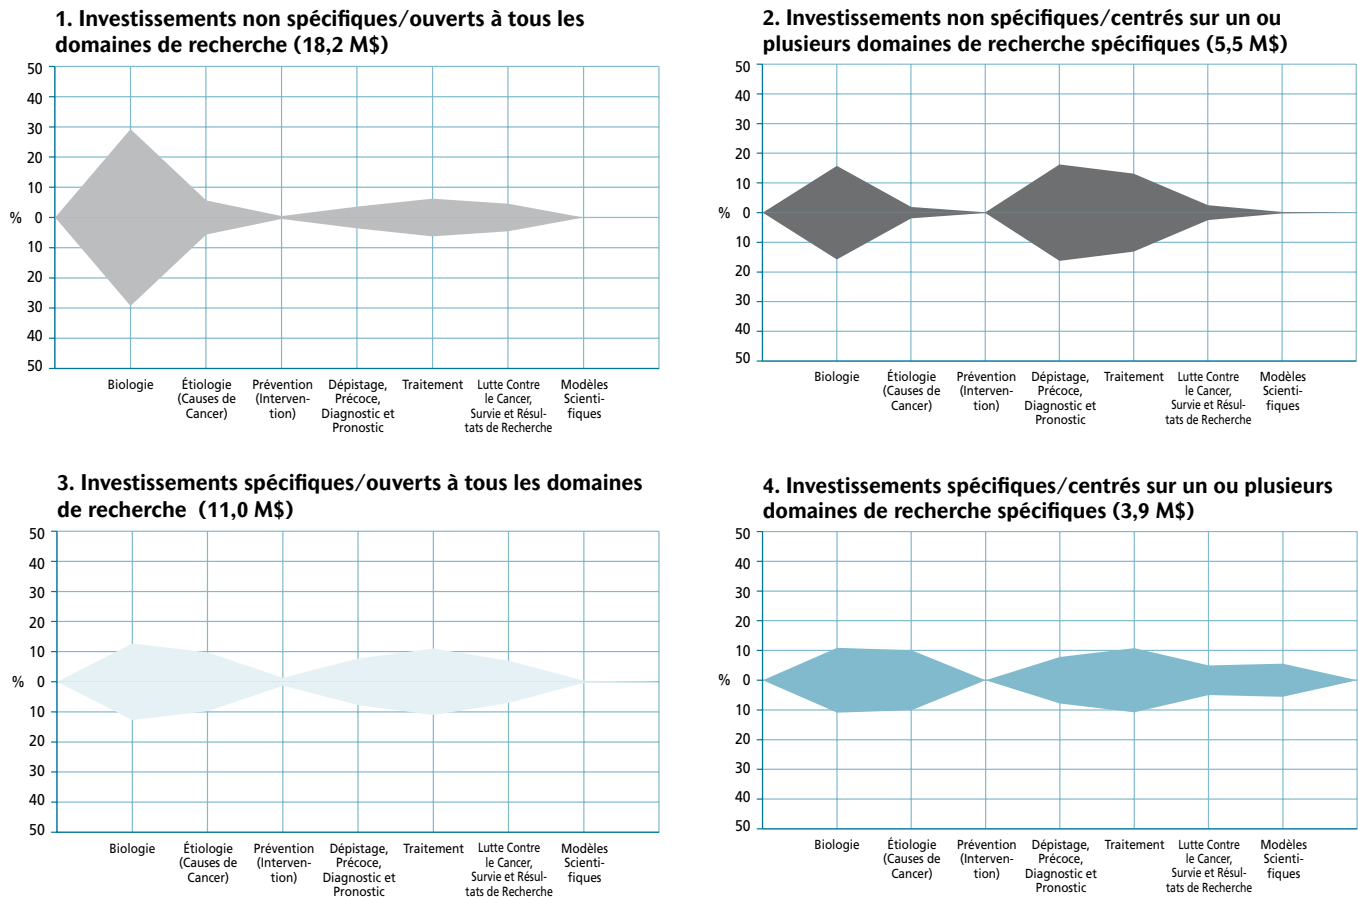 1. Investissements non spécifiques/ouverts à tous les
domaines de recherche (18,2 M$)
50
40
30
20
10
% 0
10
20
30
40
50
Biologie
Étiologie
(Causes de
Cancer)
Prévention
(Interven-
tion)
Dépistage,
Précoce,
Diagnostic et
Pronostic
Traitement
Lutte Contre
le Cancer,
Survie et Résul-
tats de Recherche
Modèles
Scienti-
fiques
2. Investissements non spécifiques/centrés sur un ou
plusieurs domaines de recherche spécifiques (5,5 M$)
50
40
30
20
10
% 0
10
20
30
40
50
Biologie
Étiologie
(Causes de
Cancer)
Prévention
(Interven-
tion)
Dépistage,
Précoce,
Diagnostic et
Pronostic
Traitement
Lutte Contre
le Cancer,
Survie et Résul-
tats de Recherche
Modèles
Scienti-
fiques
3. Investissements spécifiques/ouverts à tous les domaines
de recherche (11,0 M$)
50
40
30
20
10
% 0
10
20
30
40
50
Biologie
Étiologie
(Causes de
Cancer)
Prévention
(Interven-
tion)
Dépistage,
Précoce,
Diagnostic et
Pronostic
Traitement
Lutte Contre
le Cancer,
Survie et Résul-
tats de Recherche
Modèles
Scienti-
fiques
4. Investissements spécifiques/centrés sur un ou plusieurs
domaines de recherche spécifiques (3,9 M$)
50
40
30
20
10
% 0
10
20
30
40
50
Biologie
Étiologie
(Causes de
Cancer)
Prévention
(Interven-
tion)
Dépistage,
Précoce,
Diagnostic et
Pronostic
Traitement
Lutte Contre
le Cancer,
Survie et Résul-
tats de Recherche
Modèles
Scienti-
fiques